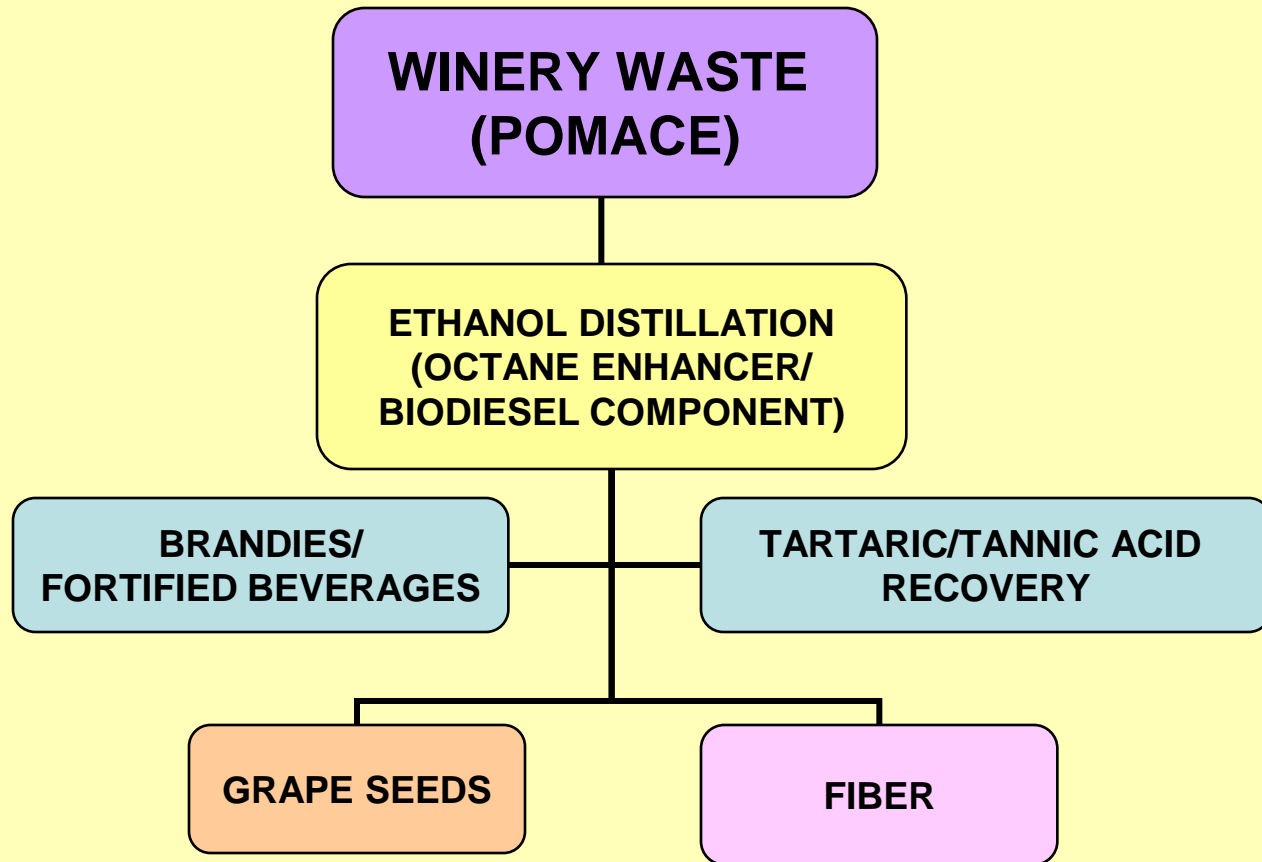 WINERY WASTE
(POMACE)
ETHANOL DISTILLATION
(OCTANE ENHANCER/
BIODIESEL COMPONENT)
BRANDIES/
FORTIFIED BEVERAGES
TARTARIC/TANNIC ACID
RECOVERY
GRAPE SEEDS
FIBER